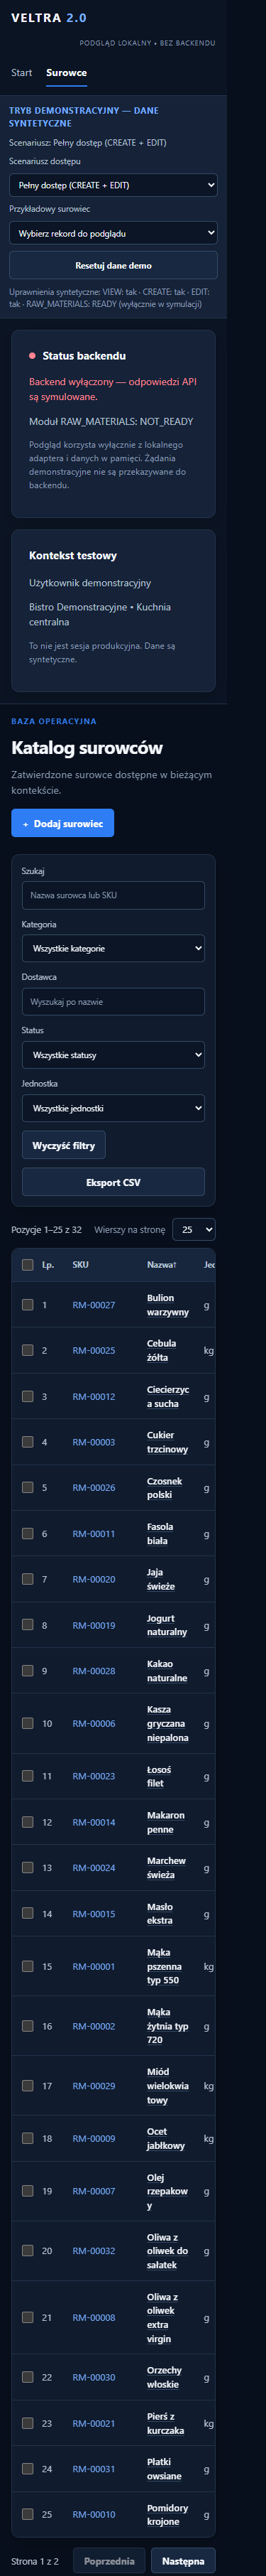 VELTRA 2.0
PODGLĄD LOKALNY • BEZ BACKENDU
Start Surowce
TRYB DEMONSTRACYJNY — DANE
SYNTETYCZNE
Scenariusz: Pełny dostęp (CREATE + EDIT)
Scenariusz dostępu
Pełny dostęp (CREATE + EDIT)
Przykładowy surowiec
Wybierz rekord do podglądu
Resetuj dane demo
Uprawnienia syntetyczne: VIEW: tak · CREATE: tak · EDIT:
tak · RAW_MATERIALS: READY (wyłącznie w symulacji)
Status backendu
Backend wyłączony — odpowiedzi API
są symulowane.
Moduł RAW_MATERIALS: NOT_READY
Podgląd korzysta wyłącznie z lokalnego
adaptera i danych w pamięci. Żądania
demonstracyjne nie są przekazywane do
backendu.
Kontekst testowy
Użytkownik demonstracyjny
Bistro Demonstracyjne • Kuchnia
centralna
To nie jest sesja produkcyjna. Dane są
syntetyczne.
BAZA OPERACYJNA
Katalog surowców
Zatwierdzone surowce dostępne w bieżącym
kontekście.
+ Dodaj surowiec
Szukaj
Nazwa surowca lub SKU
Kategoria
Wszystkie kategorie
Dostawca
Wyszukaj po nazwie
Status
Wszystkie statusy
Jednostka
Wszystkie jednostki
Wyczyść filtry
Eksport CSV
Pozycje 1–25 z 32 Wierszy na stronę 25
Lp. SKU Nazwa↑ Jec
1 RM-00027 Bulion
warzywny g
2 RM-00025 Cebula
żółta kg
3 RM-00012 Ciecierzyc
a sucha g
4 RM-00003 Cukier
trzcinowy g
5 RM-00026 Czosnek
polski g
6 RM-00011 Fasola
biała g
7 RM-00020 Jaja
świeże g
8 RM-00019 Jogurt
naturalny g
9 RM-00028 Kakao
naturalne g
10 RM-00006 Kasza
gryczana
niepalona g
11 RM-00023 Łosoś
filet g
12 RM-00014 Makaron
penne g
13 RM-00024 Marchew
świeża g
14 RM-00015 Masło
ekstra g
15 RM-00001 Mąka
pszenna
typ 550 kg
16 RM-00002 Mąka
żytnia typ
720 g
17 RM-00029 Miód
wielokwia
towy kg
18 RM-00009 Ocet
jabłkowy kg
19 RM-00007 Olej
rzepakow
y g
20 RM-00032 Oliwa z
oliwek do
sałatek g
21 RM-00008 Oliwa z
oliwek
extra
virgin g
22 RM-00030 Orzechy
włoskie g
23 RM-00021 Pierś z
kurczaka kg
24 RM-00031 Płatki
owsiane g
25 RM-00010 Pomidory
krojone g
Strona 1 z 2 Poprzednia Następna